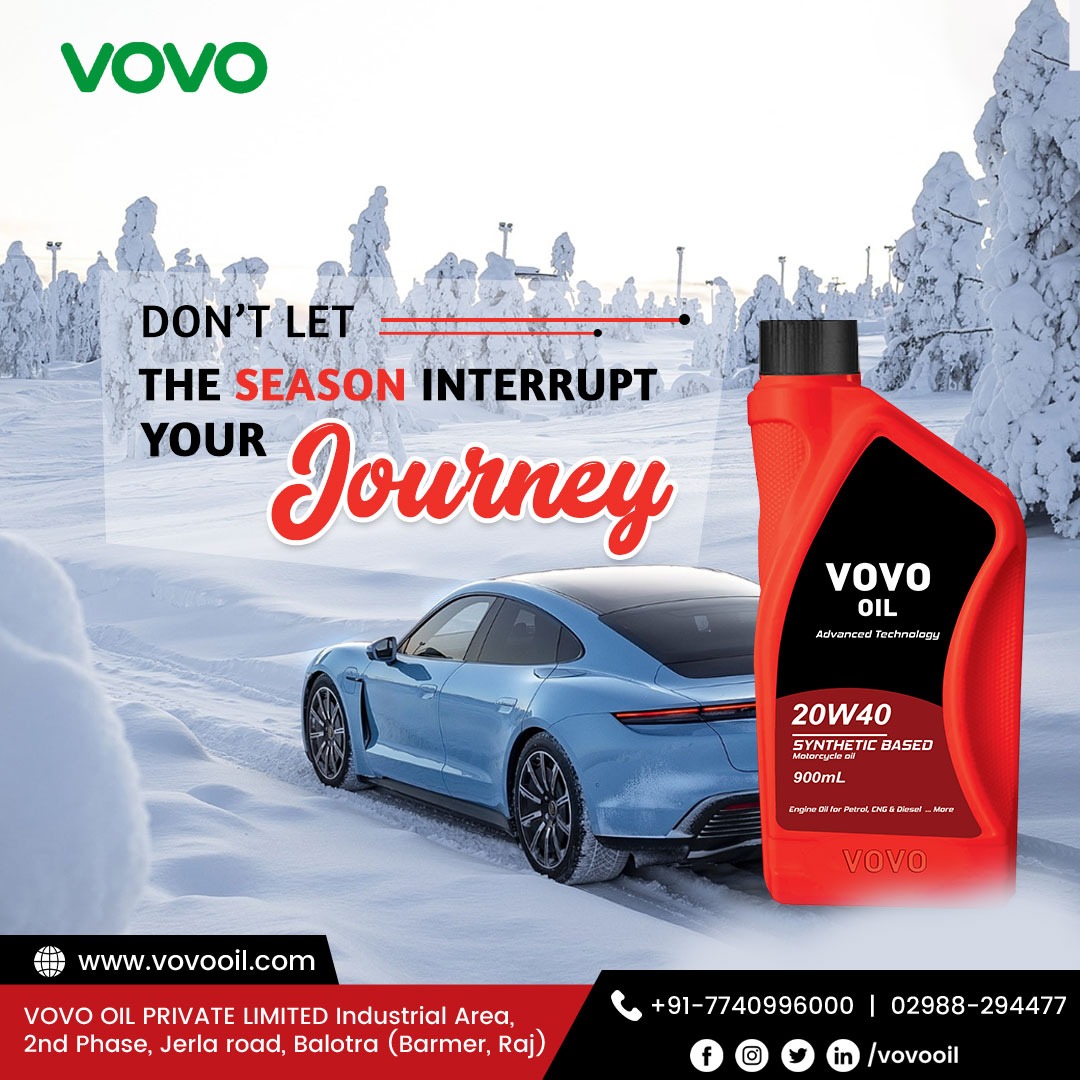 VOVO
DON'T LET
THE SEASON INTERRUPT
YOUR Journey
VOVO
OIL
Advanced Technology
20W40
SYNTHETIC BASED
Motorcycle oil
900mL
Engine Oil for Petrol, CNG & Diesel ... More
VOVO
www.vovooil.com
VOVO OIL PRIVATE LIMITED Industrial Area,
2nd Phase, Jerla road, Balotra (Barmer, Raj)
+91-7740996000 | 02988-294477
/vovooil